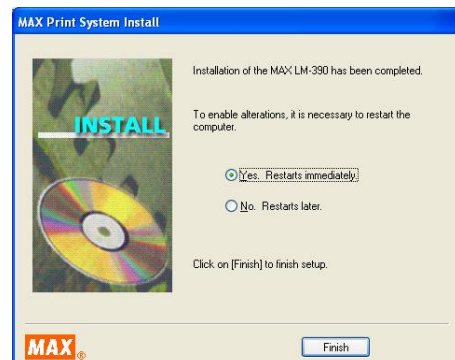 MAX Print System Install
INSTALL
Installation of the MAX LM-390 has been completed.
To enable alterations, it is necessary to restart the
computer.
Yes. Restarts immediately.
No. Restarts later.
Click on [Finish] to finish setup.
MAX®
Finish